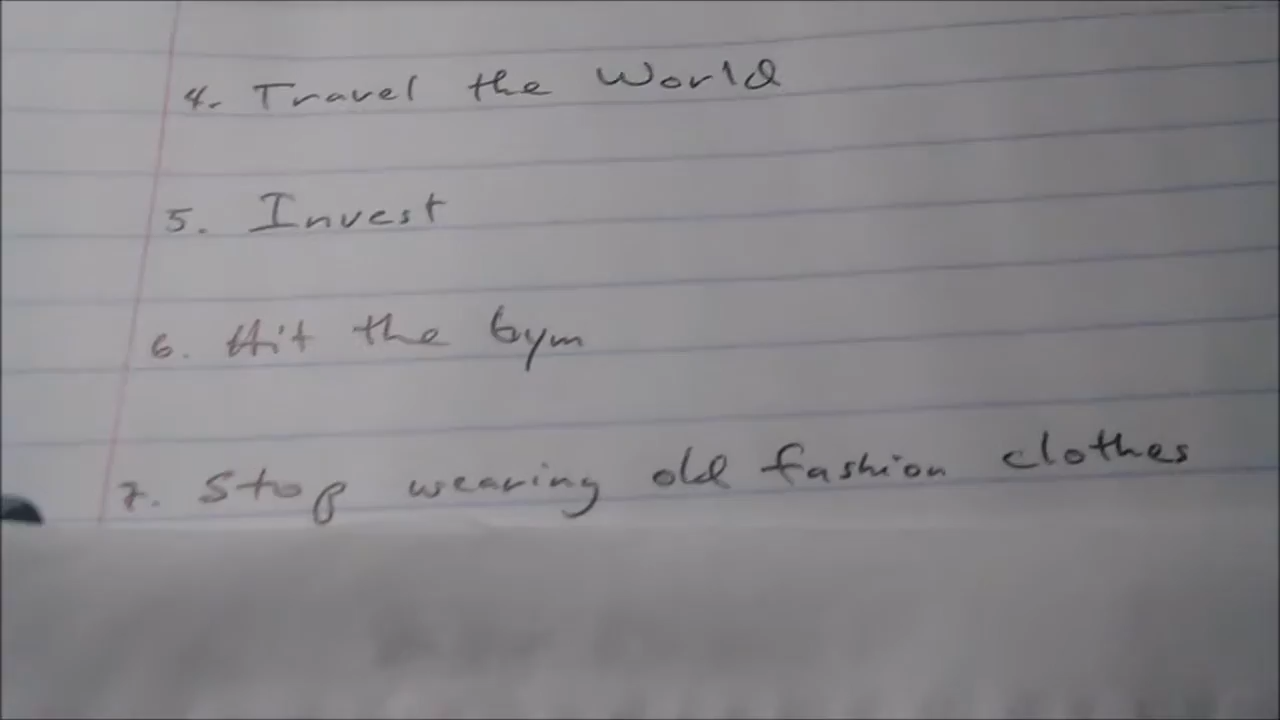 4. Travel the World
5. Invest
6. Hit the Gym
7. Stop wearing old fashion clothes